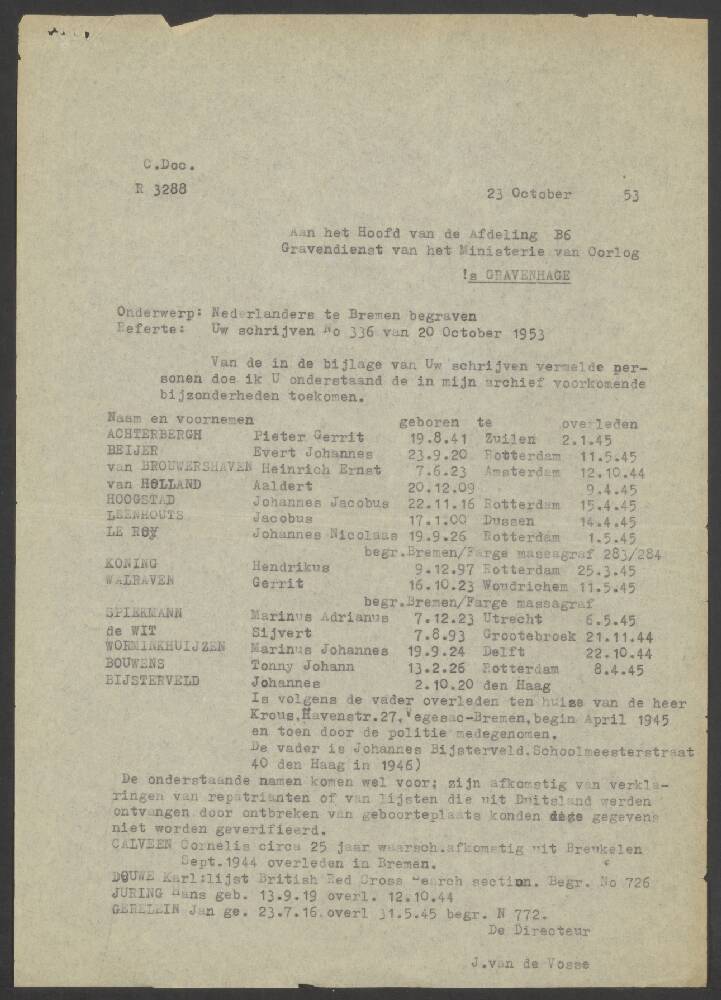 C.Doc.
R 3288
23 October 53
Aan het Hoofd van de Afdeling B6
Gravendienst van het Ministerie van Oorlog
's GRAVENHAGE
Onderwerp: Nederlanders te Bremen begraven
Referte: Uw schrijven No 336 van 20 October 1953
Van de in de bijlage van Uw schrijven vermelde per-
sonen doe ik U onderstaand de in mijn archief voorkomende
bijzonderheden toekomen.
Naam en voornemen geboren te overleden
ACHTERBERGH Pieter Gerrit 19.8.41 Zuilen 2.1.45
BEIJER Evert Johannes 23.9.20 Rotterdam 11.5.45
van BROUWERSHAVEN Heinrich Ernst 7.6.23 Amsterdam 12.10.44
van HOLLAND Aaldert 20.12.09 9.4.45
HOOGSTAD Johannes Jacobus 22.11.16 Rotterdam 15.4.45
LEENHOUTS Jacobus 17.1.00 Dussen 14.4.45
LE ROY Johannes Nicolaas 19.9.26 Rotterdam 1.5.45
begr.Bremen/Farge massagraf 283/284
KONING Hendrikus 9.12.97 Rotterdam 25.3.45
WALRAVEN Gerrit 16.10.23 Woudrichem 11.5.45
begr.Bremen/Farge massagraf
SPIERMANN Marinus Adrianus 7.12.23 Utrecht 6.5.45
de WIT Sijvert 7.8.93 Grootebroek 21.11.44
WORMINKHUIJZEN Marinus Johannes 19.9.24 Delft 22.10.44
BOUWENS Tonny Johann 13.2.26 Rotterdam 8.4.45
BIJSTERVELD Johannes 2.10.20 den Haag
Is volgens de vader overleden ten huize van de heer
Krous,Havenstr.27,Vegesac-Bremen,begin April 1945
en toen door de politie medegenomen.
De vader is Johannes Bijsterveld.Schoolmeesterstraat
40 den Haag in 1946)
De onderstaande namen komen wel voor; zijn afkomstig van verkla-
ringen van repatrianten of van lijsten die uit Duitsland werden
ontvangen door ontbreken van geboorteplaats konden deze gegevens
niet worden geverifieerd.
CALVEEN Cornelis circa 25 jaar waarsch.afkomstig uit Breukelen
Sept.1944 overleden in Bremen.
DOUWE Karl:lijst British Red Cross Search section. Begr. No 726
JURING Hans geb. 13.9.19 overl. 12.10.44
GERELEIN Jan ge. 23.7.16.overl 31.5.45 begr. N 772.
De Directeur
J.van de Vosse